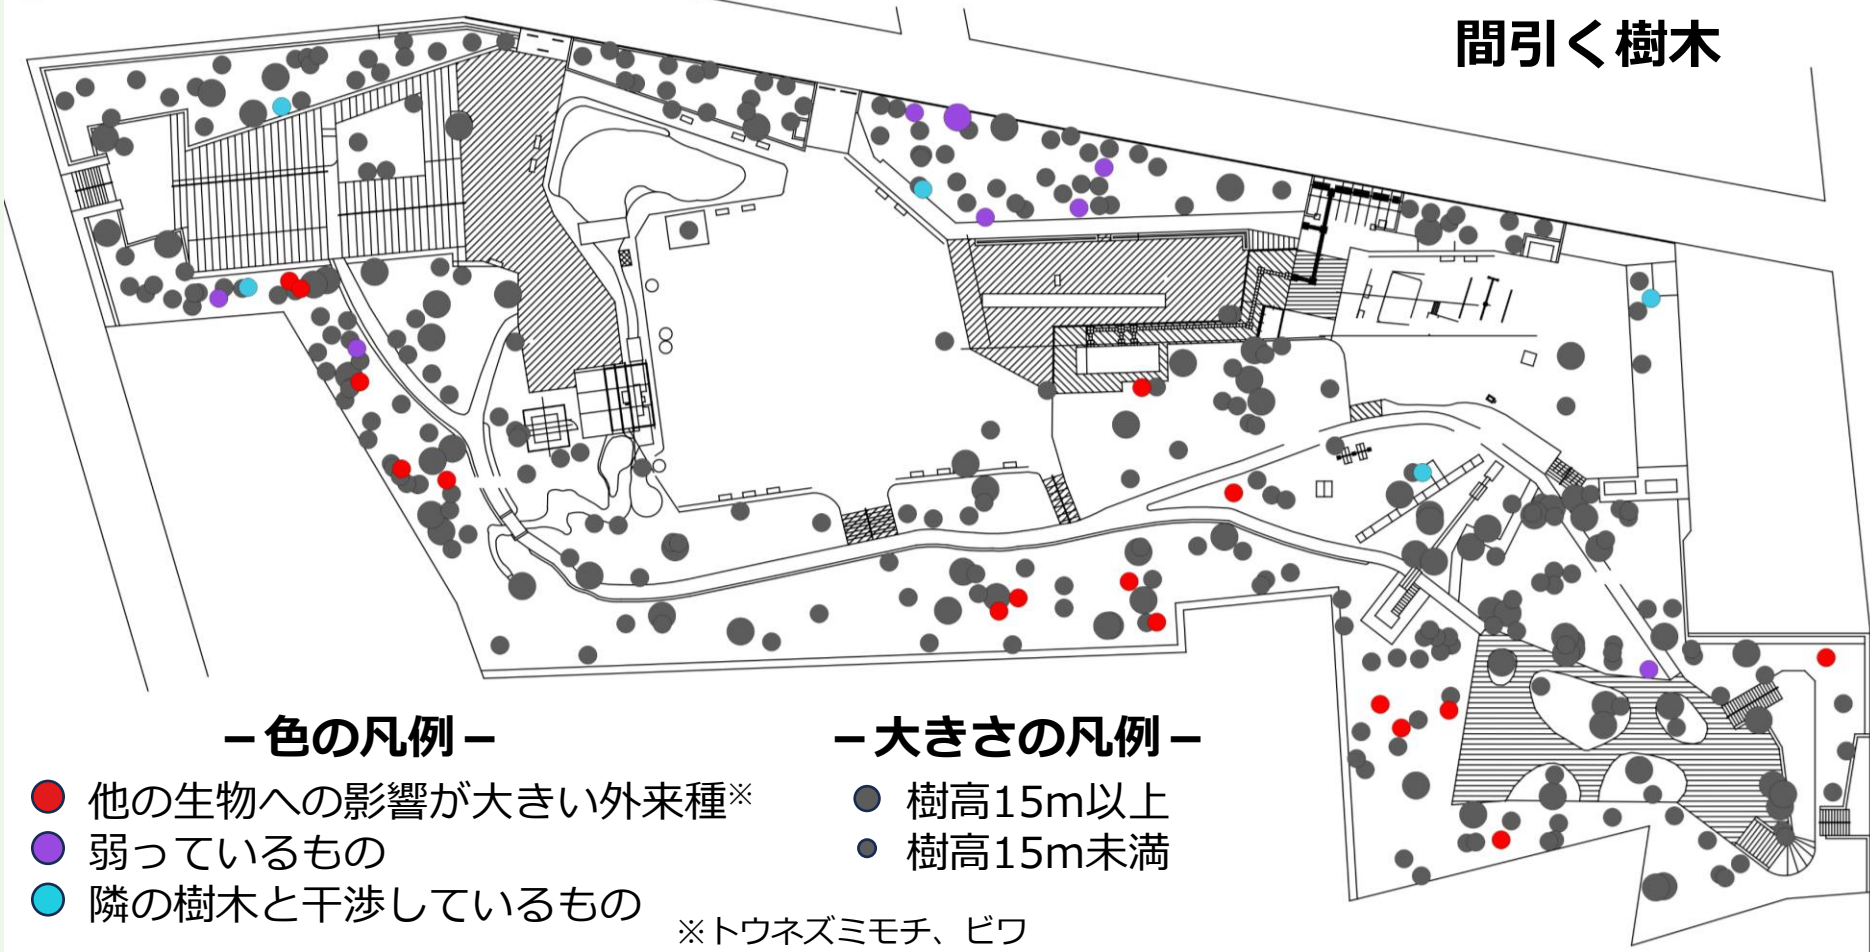 間引く樹木
－色の凡例－
他の生物への影響が大きい外来種※
弱っているもの
隣の樹木と干渉しているもの
－大きさの凡例－
樹高15m以上
樹高15m未満
※トウネズミモチ、ビワ